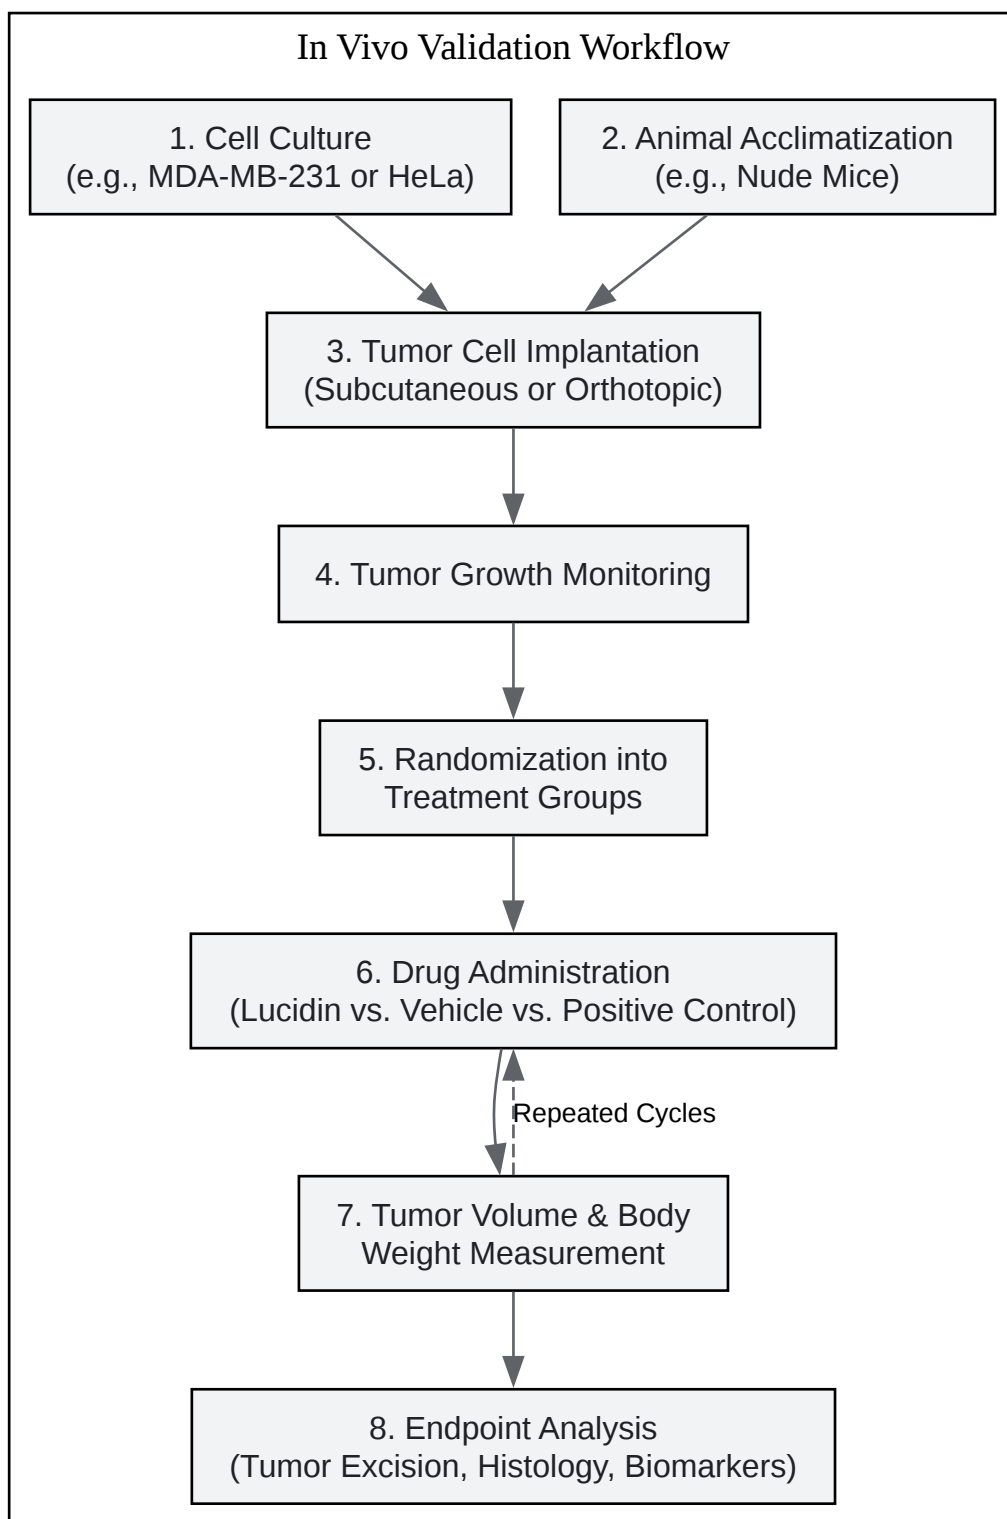 In Vivo Validation Workflow
1. Cell Culture
(e.g., MDA-MB-231 or HeLa)
2. Animal Acclimatization
(e.g., Nude Mice)
3. Tumor Cell Implantation
(Subcutaneous or Orthotopic)
4. Tumor Growth Monitoring
5. Randomization into
Treatment Groups
6. Drug Administration
(Lucidin vs. Vehicle vs. Positive Control)
Repeated Cycles
7. Tumor Volume & Body
Weight Measurement
8. Endpoint Analysis
(Tumor Excision, Histology, Biomarkers)